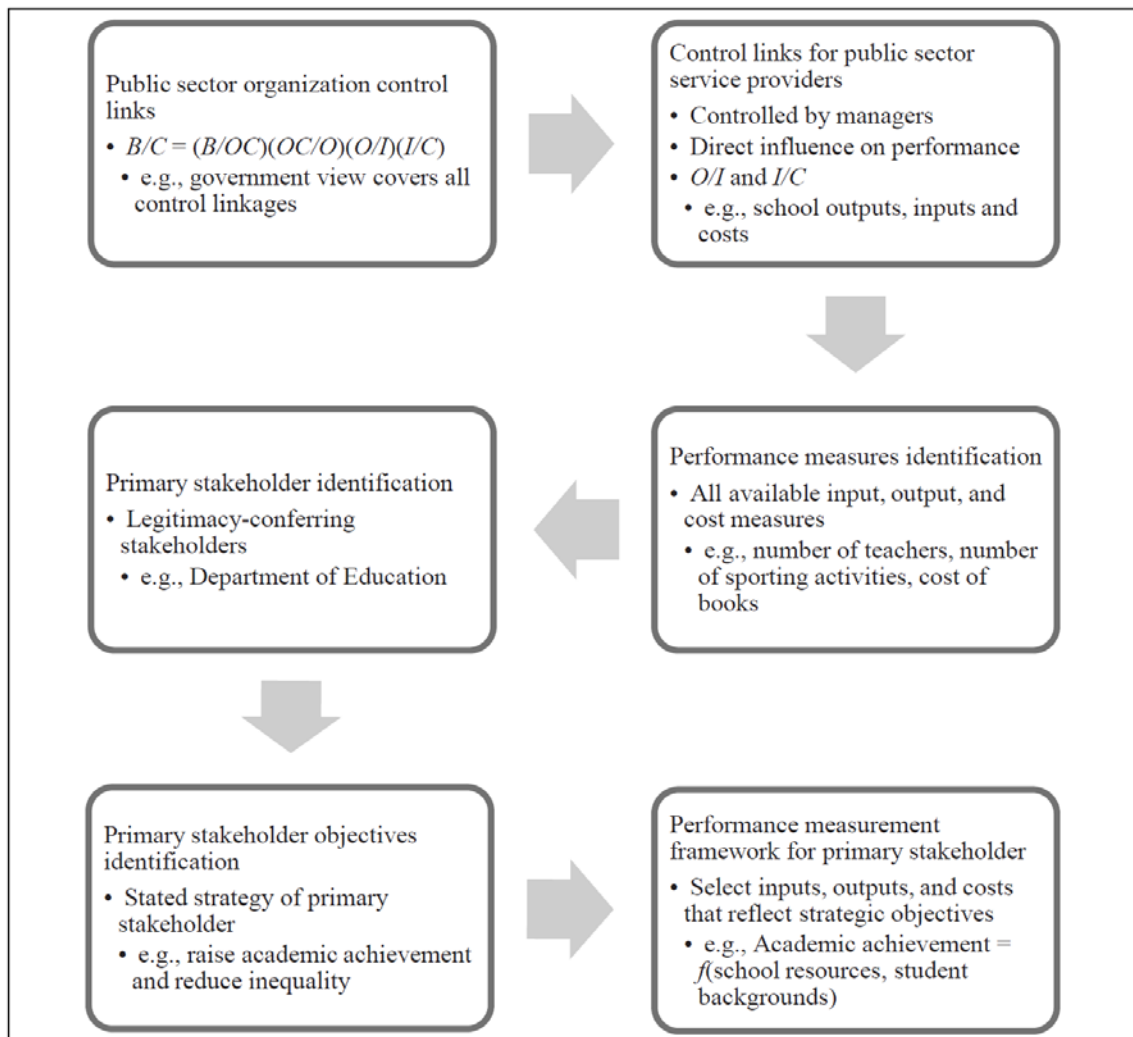 Public sector organization control
links
• B/C = (B/OC)(OC/O)(O/I)(I/C)
• e.g., government view covers all
control linkages
Control links for public sector
service providers
• Controlled by managers
• Direct influence on performance
• O/I and I/C
• e.g., school outputs, inputs and
costs
Performance measures identification
• All available input, output, and
cost measures
• e.g., number of teachers, number
of sporting activities, cost of
books
Primary stakeholder identification
• Legitimacy-conferring
stakeholders
• e.g., Department of Education
Primary stakeholder objectives
identification
• Stated strategy of primary
stakeholder
• e.g., raise academic achievement
and reduce inequality
Performance measurement
framework for primary stakeholder
• Select inputs, outputs, and costs
that reflect strategic objectives
• e.g., Academic achievement =
f(school resources, student
backgrounds)